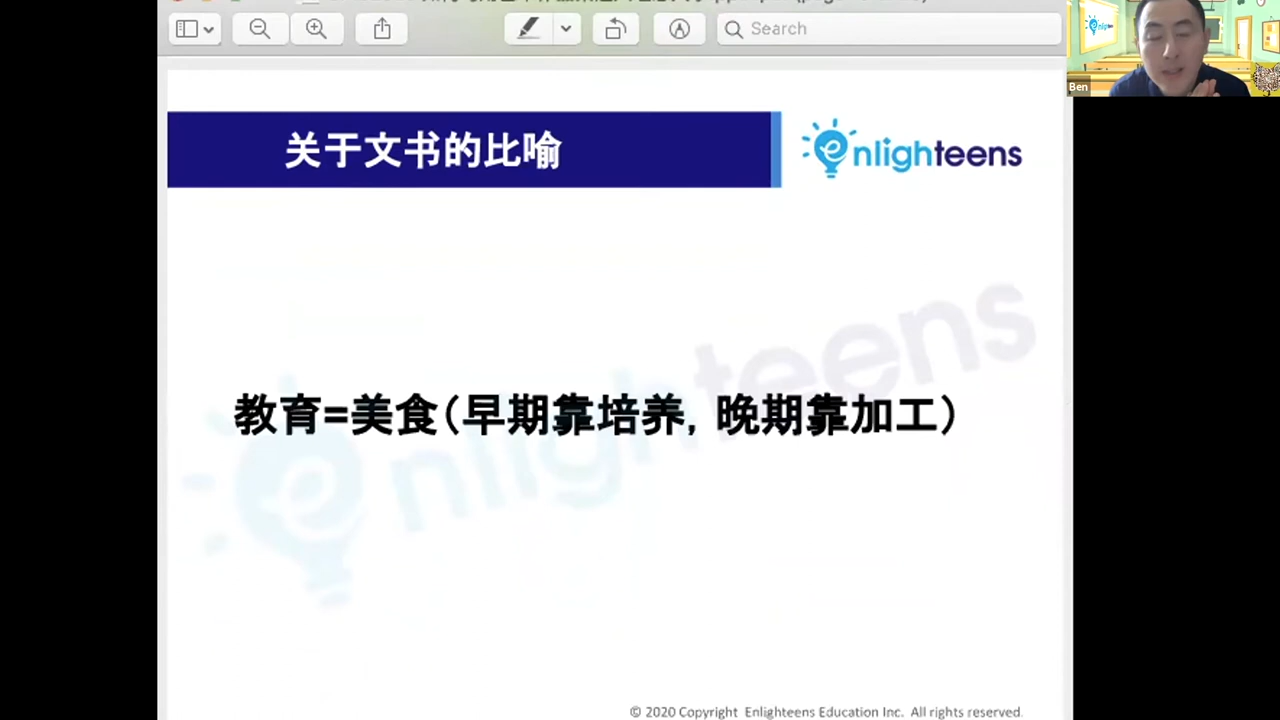 Search
Ben
关于文书的比喻
enlighteens
教育=美食(早期靠培养, 晚期靠加工)
enlighteens
© 2020 Copyright Enlighteens Education Inc. All rights reserved.